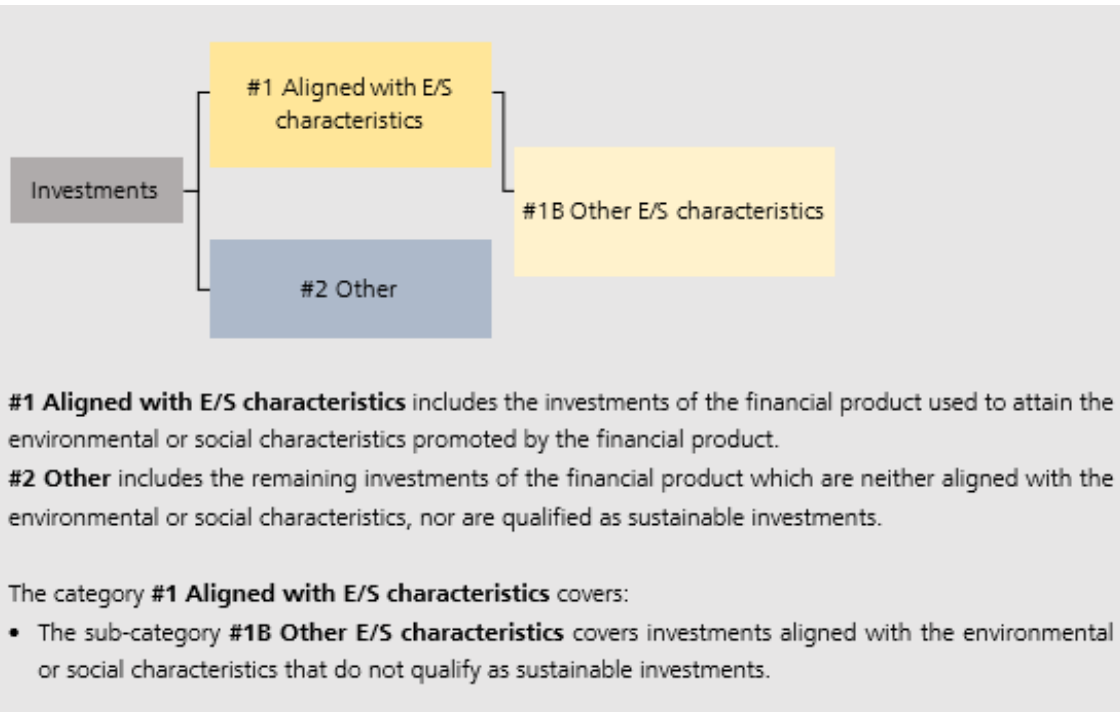 #1 Aligned with E/S
characteristics
Investments
#1B Other E/S characteristics
#2 Other
#1 Aligned with E/S characteristics includes the investments of the financial product used to attain the
environmental or social characteristics promoted by the financial product.
#2 Other includes the remaining investments of the financial product which are neither aligned with the
environmental or social characteristics, nor are qualified as sustainable investments.
The category #1 Aligned with E/S characteristics covers:
• The sub-category #1B Other E/S characteristics covers investments aligned with the environmental
or social characteristics that do not qualify as sustainable investments.